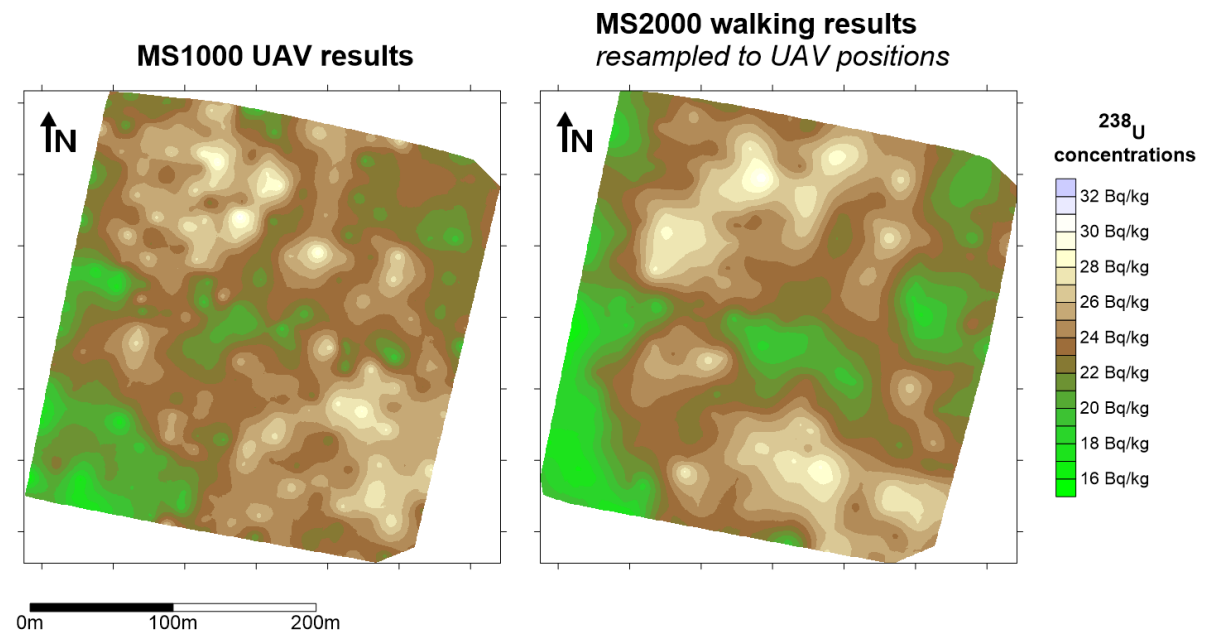 MS1000 UAV results
MS2000 walking results
resampled to UAV positions
N
N
238U
concentrations
32 Bq/kg
30 Bq/kg
28 Bq/kg
26 Bq/kg
24 Bq/kg
22 Bq/kg
20 Bq/kg
18 Bq/kg
16 Bq/kg
0m 100m 200m